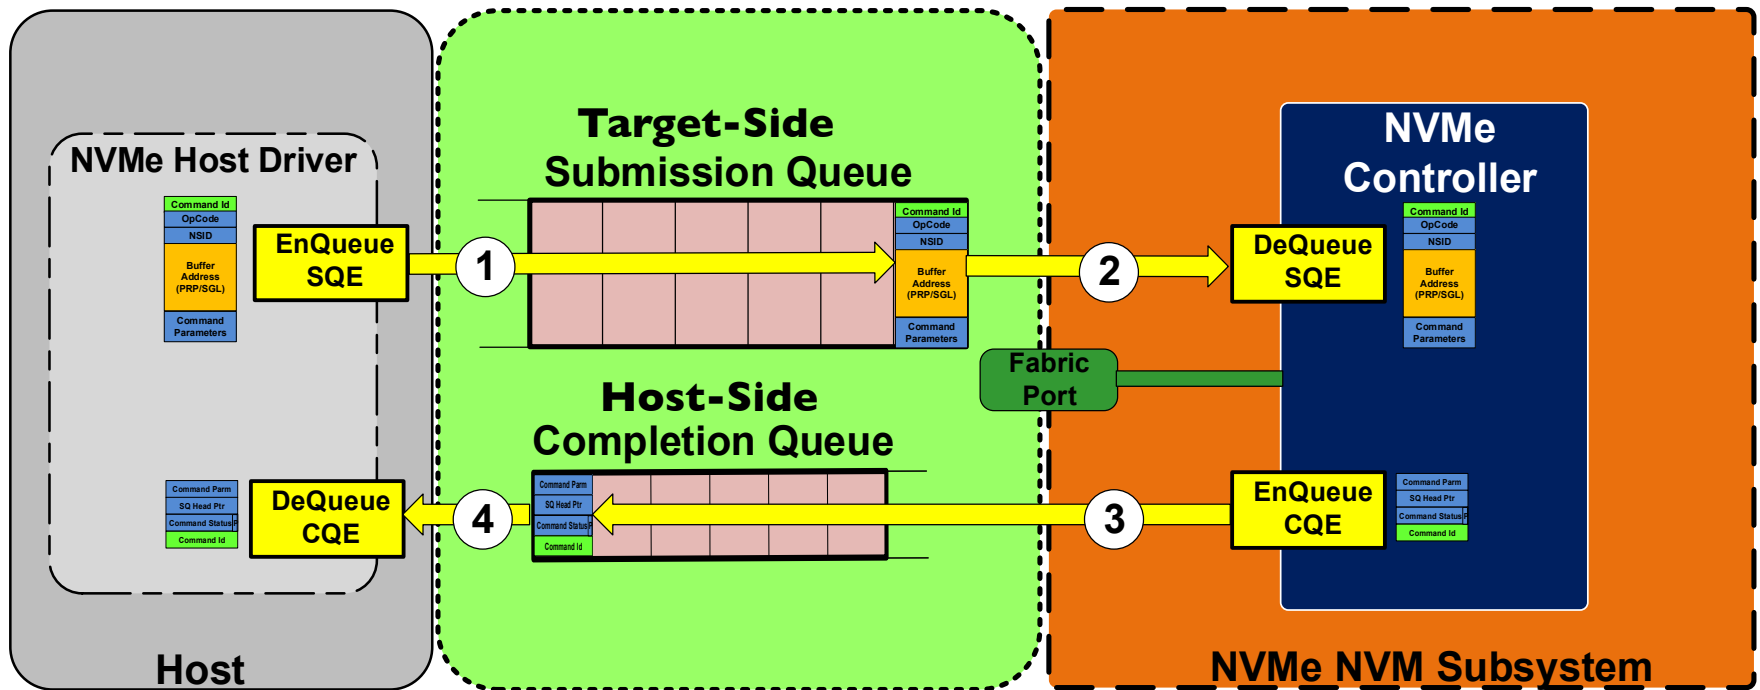 Target-Side
Submission Queue
NVMe Host Driver
NVMe
Controller
Command Id
OpCode
NSID
Buffer
Address
(PRP/SGL)
Command
Parameters
EnQueue
SQE
1
Command Id
OpCode
NSID
Buffer
Address
(PRP/SGL)
Command
Parameters
2
DeQueue
SQE
Command Id
OpCode
NSID
Buffer
Address
(PRP/SGL)
Command
Parameters
Fabric
Port
Host-Side
Completion Queue
Command Parm
SQ Head Ptr
Command Status P
Command Id
DeQueue
CQE
4
Command Parm
SQ Head Ptr
Command Status P
Command Id
3
EnQueue
CQE
Command Parm
SQ Head Ptr
Command Status P
Command Id
Host
NVMe NVM Subsystem